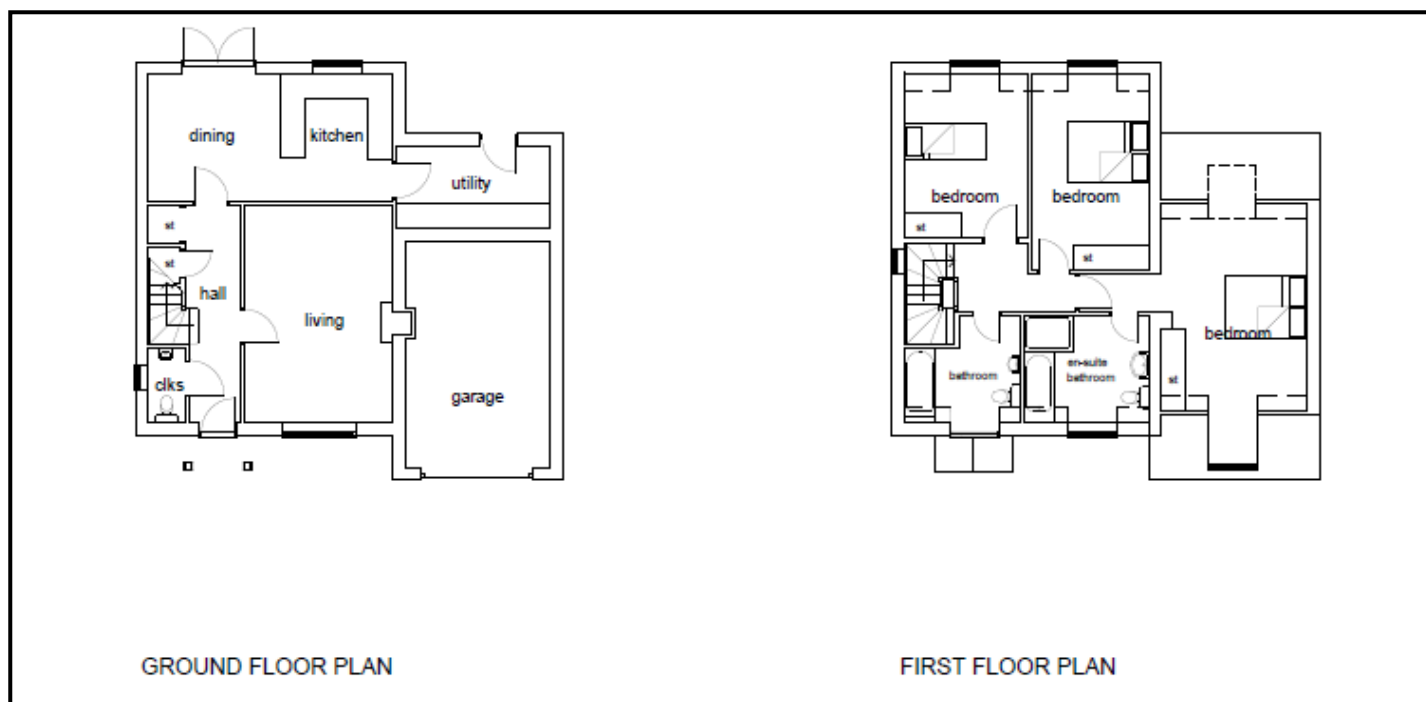 dining
kitchen
utility
st
st
hall
living
clks
garage
GROUND FLOOR PLAN
bedroom
bedroom
st
st
bedroom
bathroom
en-suite
bathroom
st
FIRST FLOOR PLAN